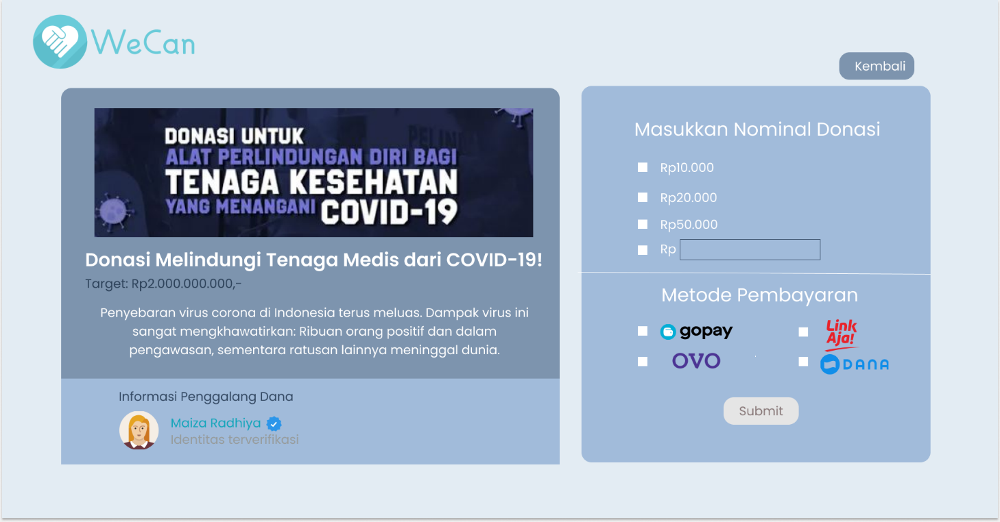 WeCan
Kembali
DONASI UNTUK
ALAT PERLINDUNGAN DIRI BAGI
TENAGA KESEHATAN
YANG MENANGANI COVID-19
Donasi Melindungi Tenaga Medis dari COVID-19!
Target: Rp2.000.000.000,-
Penyebaran virus corona di Indonesia terus meluas. Dampak virus ini
sangat mengkhawatirkan: Ribuan orang positif dan dalam
pengawasan, sementara ratusan lainnya meninggal dunia.
Informasi Penggalang Dana
Maiza Radhiya
Identitas terverifikasi
Masukkan Nominal Donasi
Rp10.000
Rp20.000
Rp50.000
Rp
Metode Pembayaran
gopay
Link
Aja!
OVO
DANA
Submit